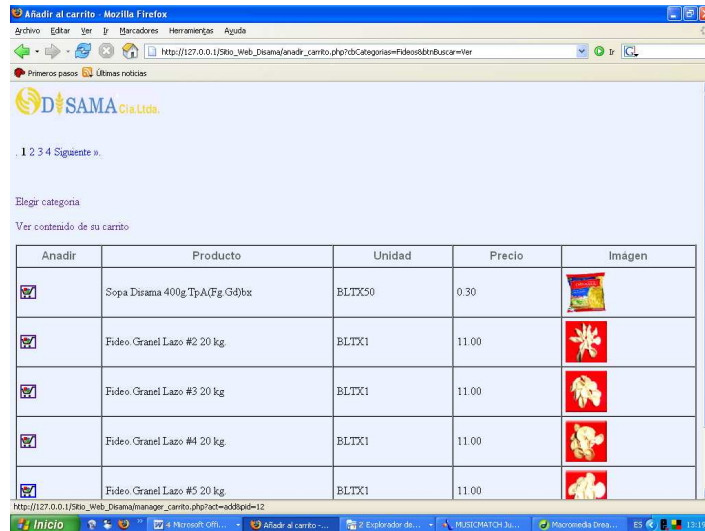 Añadir al carrito - Mozilla Firefox
Archivo Editar Ver Ir Marcadores Herramientas Ayuda
http://127.0.0.1/Sitio_Web_Disama/anadir_carrito.php?cbCategorias=Fideos&btnBuscar=Ver Ir
Primeros pasos Últimas noticias
DISAMA Cia.Ltda.
. 1 2 3 4 Siguiente ».
Elegir categoria
Ver contenido de su carrito
Anadir Producto Unidad Precio Imágen
Sopa Disama 400g.TpA(Fg.Gd)bx BLTX50 0.30
Fideo.Granel Lazo #2 20 kg. BLTX1 11.00
Fideo.Granel Lazo #3 20 kg BLTX1 11.00
Fideo.Granel Lazo #4 20 kg. BLTX1 11.00
Fideo.Granel Lazo #5 20 kg. BLTX1 11.00
http://127.0.0.1/Sitio_Web_Disama/manager_carrito.php?act=add&pid=12
Inicio 4 Microsoft Offi... Añadir al carrito -... 2 Explorador de... MUSICMATCH Ju... Macromedia Drea... ES 13:19